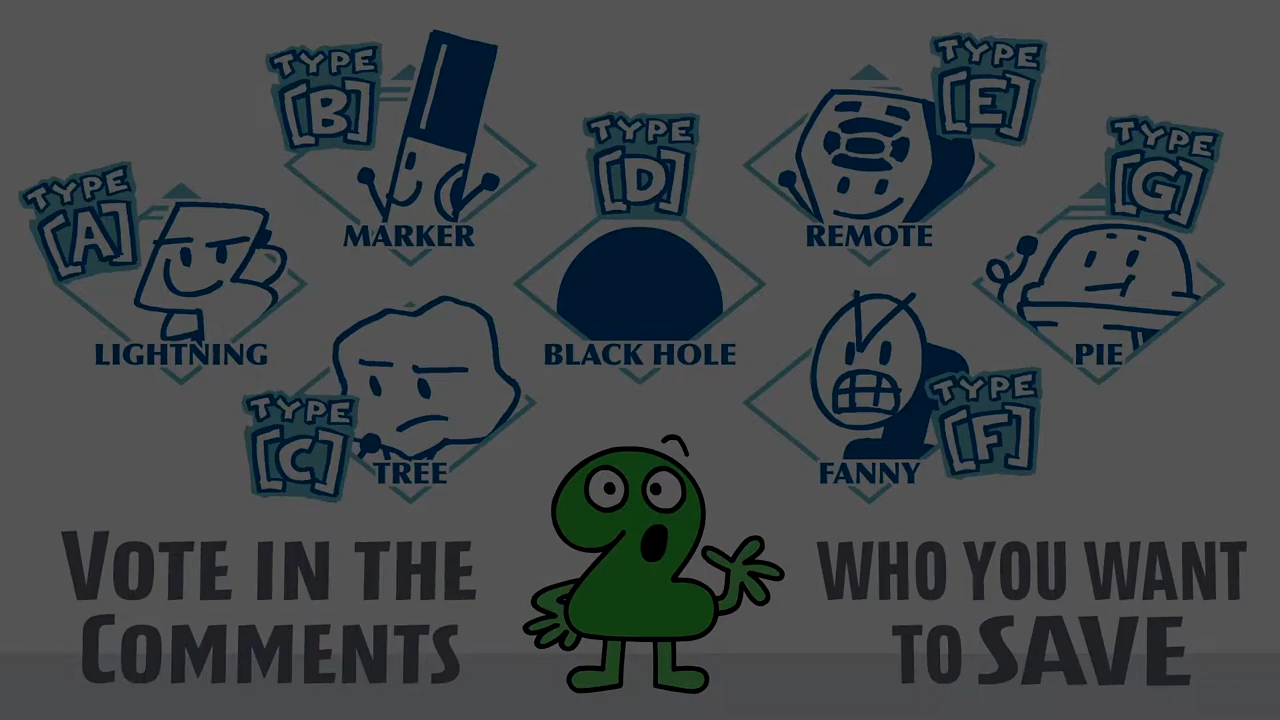 TYPE
[A]
LIGHTNING
TYPE
[B]
MARKER
TYPE
[C]
TREE
TYPE
[D]
BLACK HOLE
TYPE
[E]
REMOTE
TYPE
[F]
FANNY
TYPE
[G]
PIE
VOTE IN THE
COMMENTS
WHO YOU WANT
TO SAVE